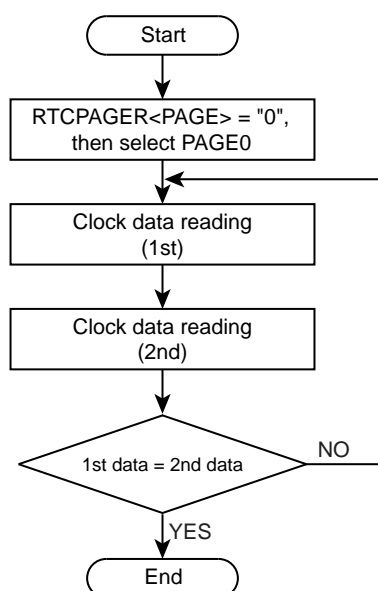 Start
RTCPAGER<PAGE> = "0",
then select PAGE0
Clock data reading
(1st)
Clock data reading
(2nd)
1st data = 2nd data
NO
YES
End